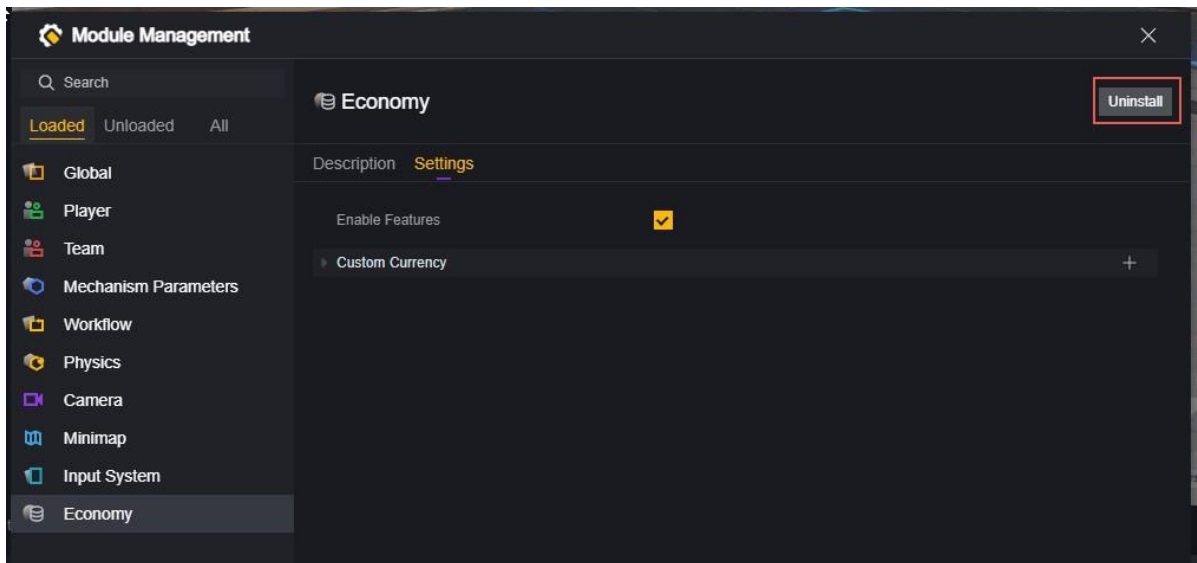 Module Management
Search
Loaded Unloaded All
Global
Player
Team
Mechanism Parameters
Workflow
Physics
Camera
Minimap
Input System
Economy
Economy
Uninstall
Description Settings
Enable Features
Custom Currency